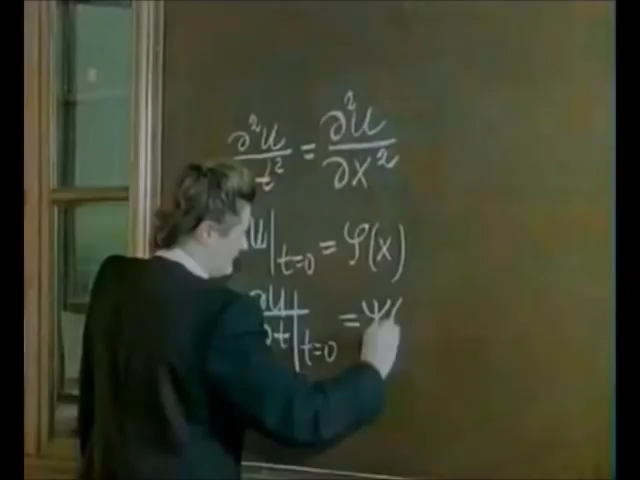 ∂²u/t² = ∂²u/∂x²
u|t=0 = φ(x)
∂u/∂t|t=0 = ψ(